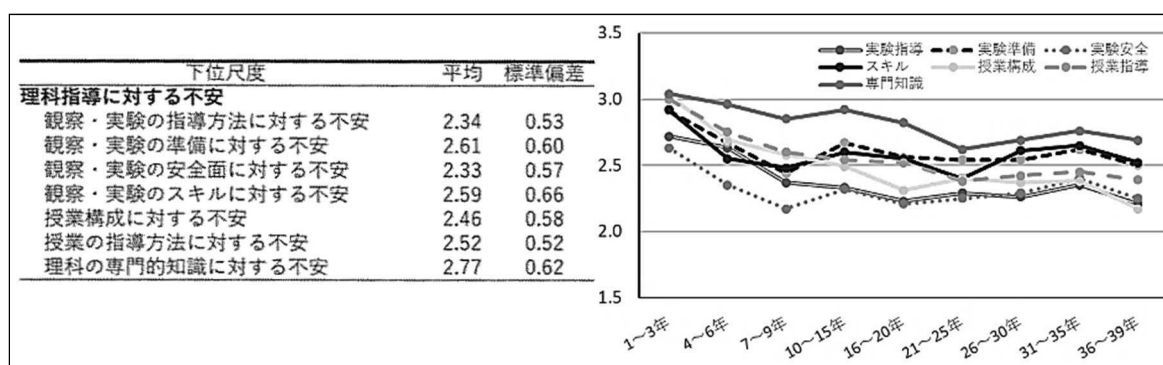 下位尺度 平均 標準偏差
理科指導に対する不安
観察・実験の指導方法に対する不安 2.34 0.53
観察・実験の準備に対する不安 2.61 0.60
観察・実験の安全面に対する不安 2.33 0.57
観察・実験のスキルに対する不安 2.59 0.66
授業構成に対する不安 2.46 0.58
授業の指導方法に対する不安 2.52 0.52
理科の専門的知識に対する不安 2.77 0.62
3.5
3.0
2.5
2.0
1.5
実験指導 実験準備 実験安全
スキル 授業構成 授業指導
専門知識
1～3年 4～6年 7～9年 10～15年 16～20年 21～25年 26～30年 31～35年 36～39年